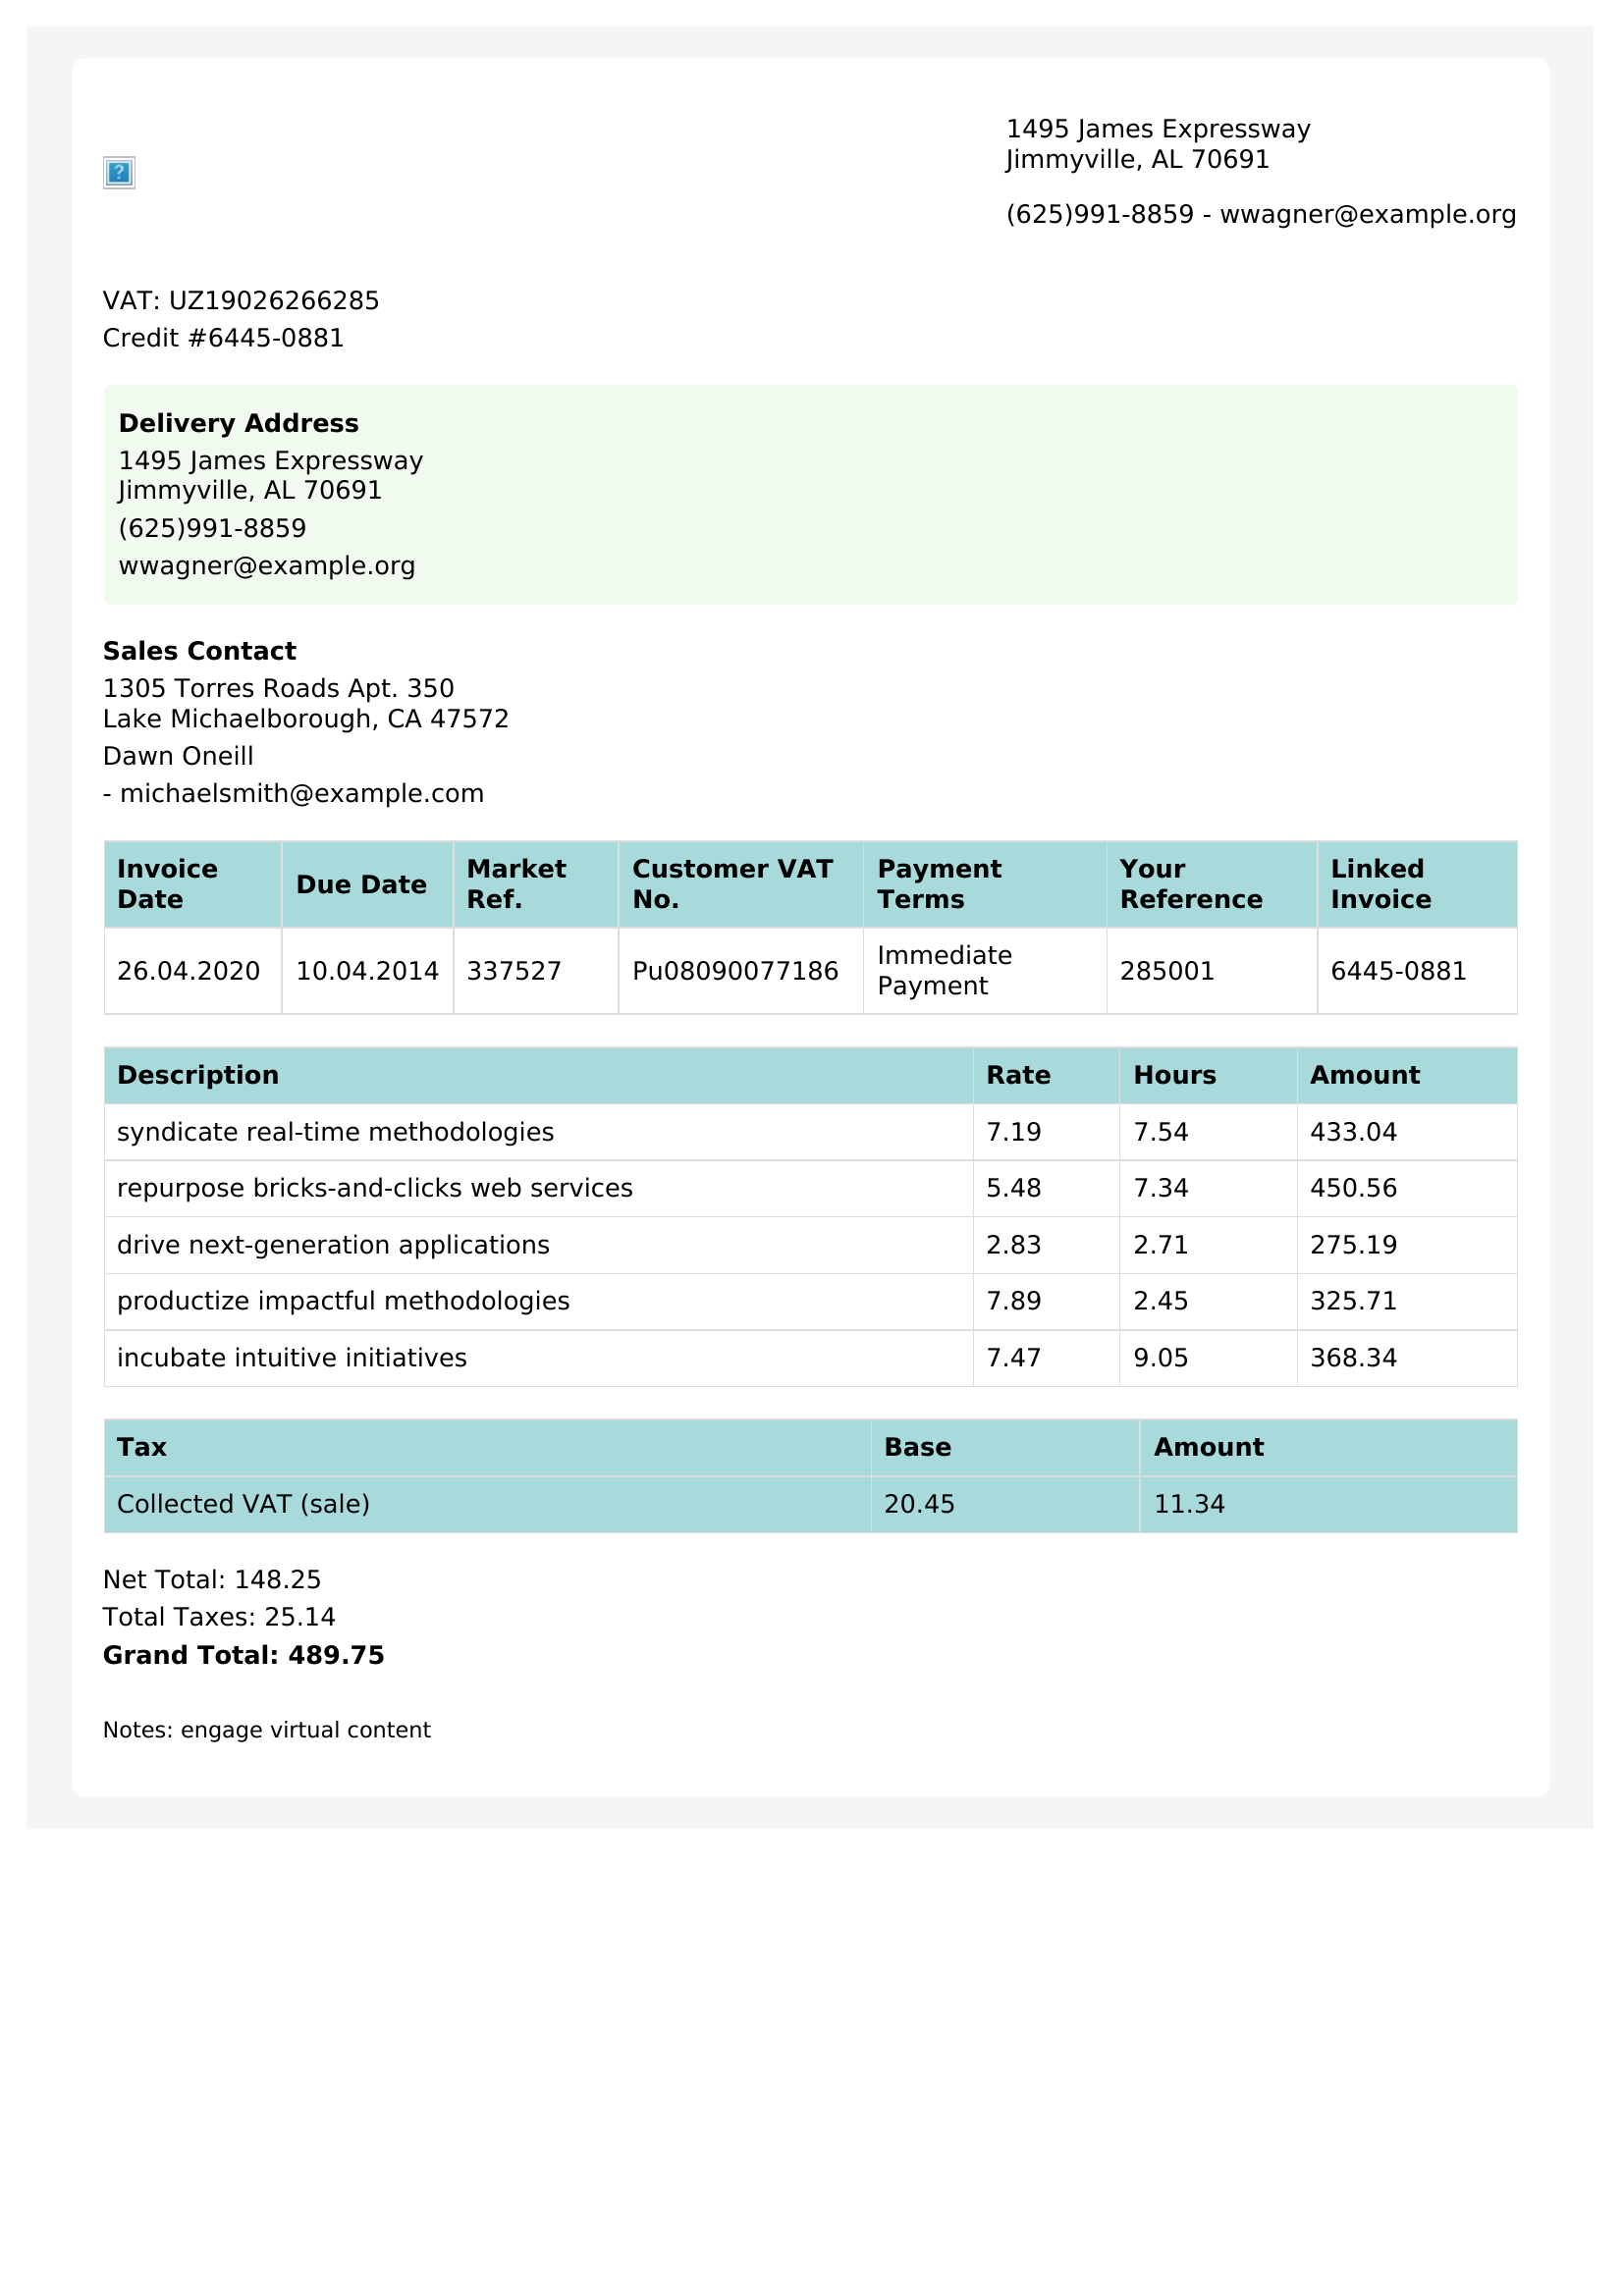 1495 James Expressway
Jimmyville, AL 70691
(625)991-8859 - wwagner@example.org
VAT: UZ19026266285
Credit #6445-0881
Delivery Address
1495 James Expressway
Jimmyville, AL 70691
(625)991-8859
wwagner@example.org
Sales Contact
1305 Torres Roads Apt. 350
Lake Michaelborough, CA 47572
Dawn Oneill
- michaelsmith@example.com
Invoice Date Due Date Market Ref. Customer VAT No. Payment Terms Your Reference Linked Invoice
26.04.2020 10.04.2014 337527 Pu08090077186 Immediate Payment 285001 6445-0881
Description Rate Hours Amount
syndicate real-time methodologies 7.19 7.54 433.04
repurpose bricks-and-clicks web services 5.48 7.34 450.56
drive next-generation applications 2.83 2.71 275.19
productize impactful methodologies 7.89 2.45 325.71
incubate intuitive initiatives 7.47 9.05 368.34
Tax Base Amount
Collected VAT (sale) 20.45 11.34
Net Total: 148.25
Total Taxes: 25.14
Grand Total: 489.75
Notes: engage virtual content